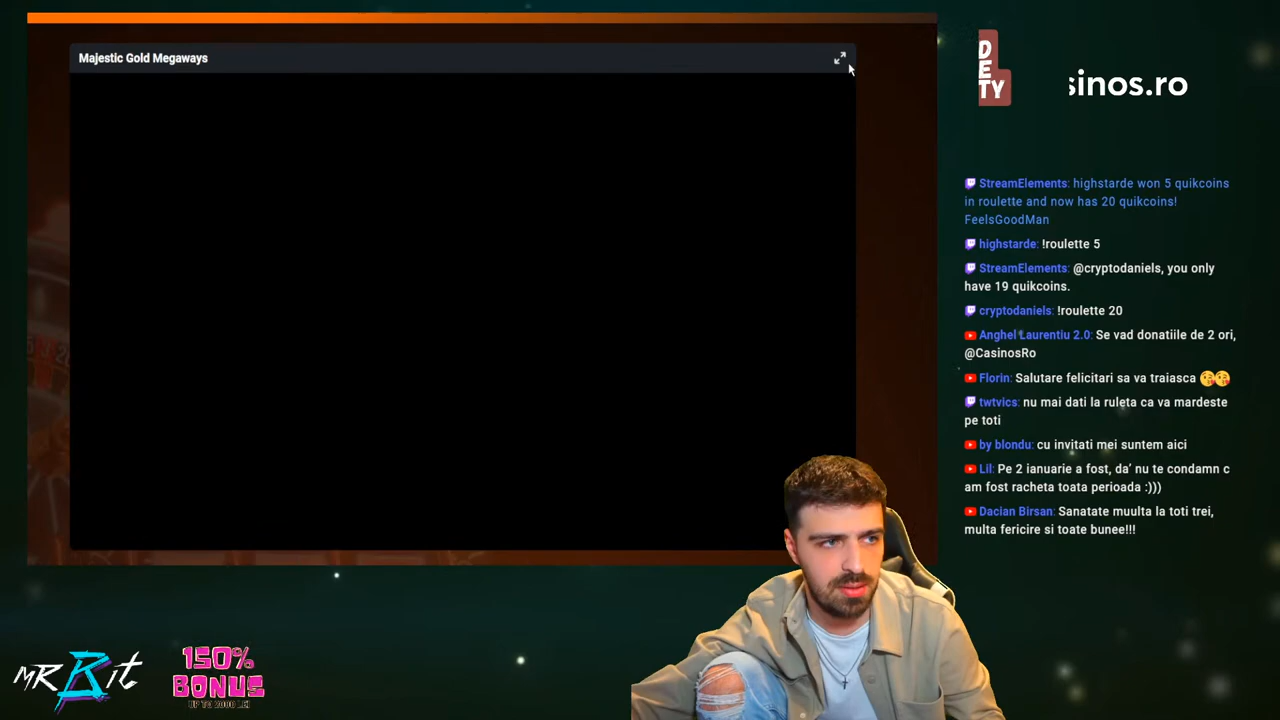 Majestic Gold Megaways
DETY
sinos.ro
StreamElements: highstarde won 5 quikcoins
in roulette and now has 20 quikcoins!
FeelsGoodMan
highstarde: !roulette 5
StreamElements: @cryptodaniels, you only
have 19 quikcoins.
cryptodaniels: !roulette 20
Anghel Laurentiu 2.0: Se vad donatiile de 2 ori,
@CasinosRo
Florin: Salutare felicitari sa va traiasca 😘😘
twtvics: nu mai dati la ruleta ca va mardeste
pe toti
by blondu: cu invitati mei suntem aici
Lil: Pe 2 ianuarie a fost, da’ nu te condamn c
am fost racheta toata perioada :)))
Dacian Birsan: Sanatate muulta la toti trei,
multa fericire si toate bunee!!!
MR Bit
150%
BONUS